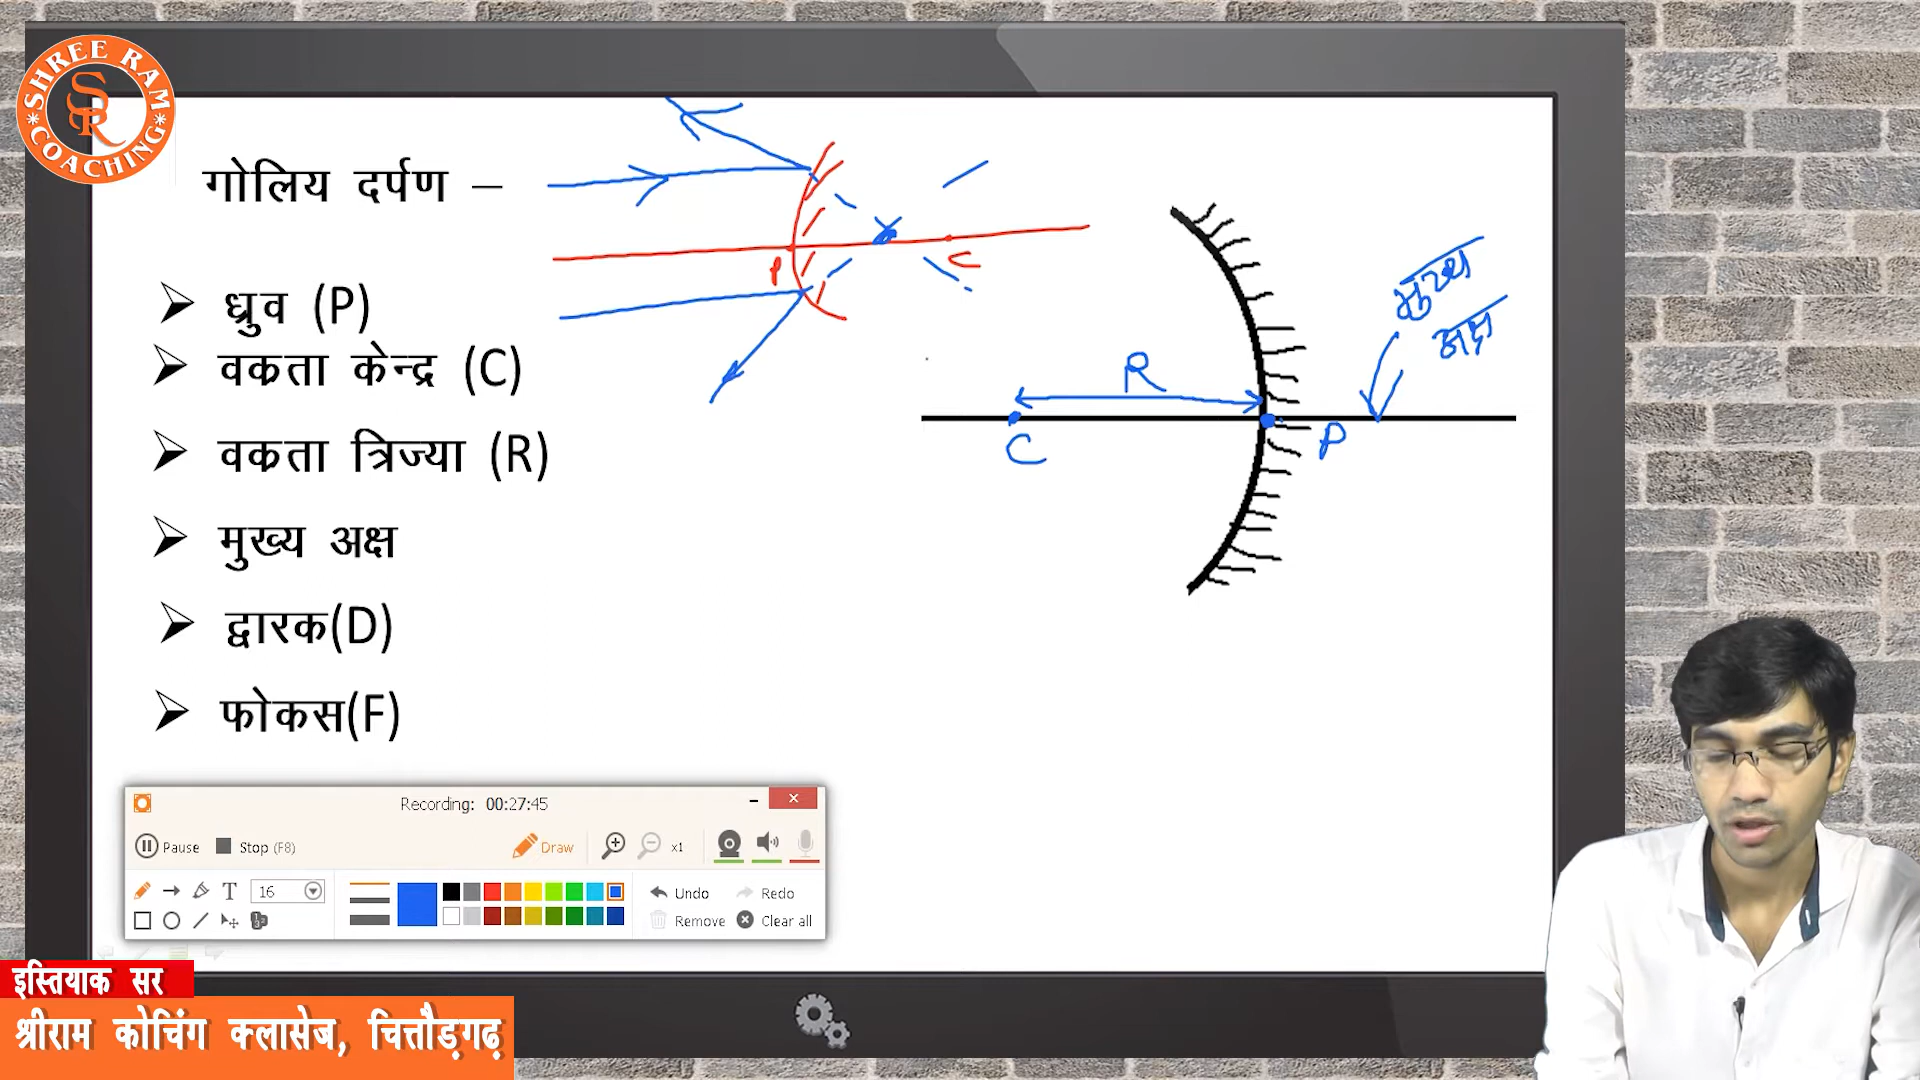 SHREE RAM
SR
COACHING
गोलिय दर्पण –
P
C
ध्रुव (P)
वकता केन्द्र (C)
वकता त्रिज्या (R)
मुख्य अक्ष
द्वारक(D)
फोकस(F)
मुख्य
अक्ष
R
C
P
Recording: 00:27:45
Pause
Stop (F8)
Draw
x1
T
16
Undo
Redo
Remove
Clear all
इस्तियाक सर
श्रीराम कोचिंग क्लासेज, चित्तौड़गढ़